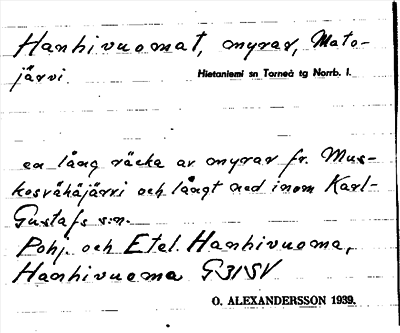 Hanhivuomat, myrar, Mato-
järvi.
Hietaniemi sn Torneå tg Norrb. l.
en lång räcka av myrar fr. Mus-
kosvähäjärvi och långt ned inom Karl-
Gustafs s:n.
Pohj. och Etel. Hanhivuoma,
Hanhivuoma G31SV
O. ALEXANDERSSON 1939.